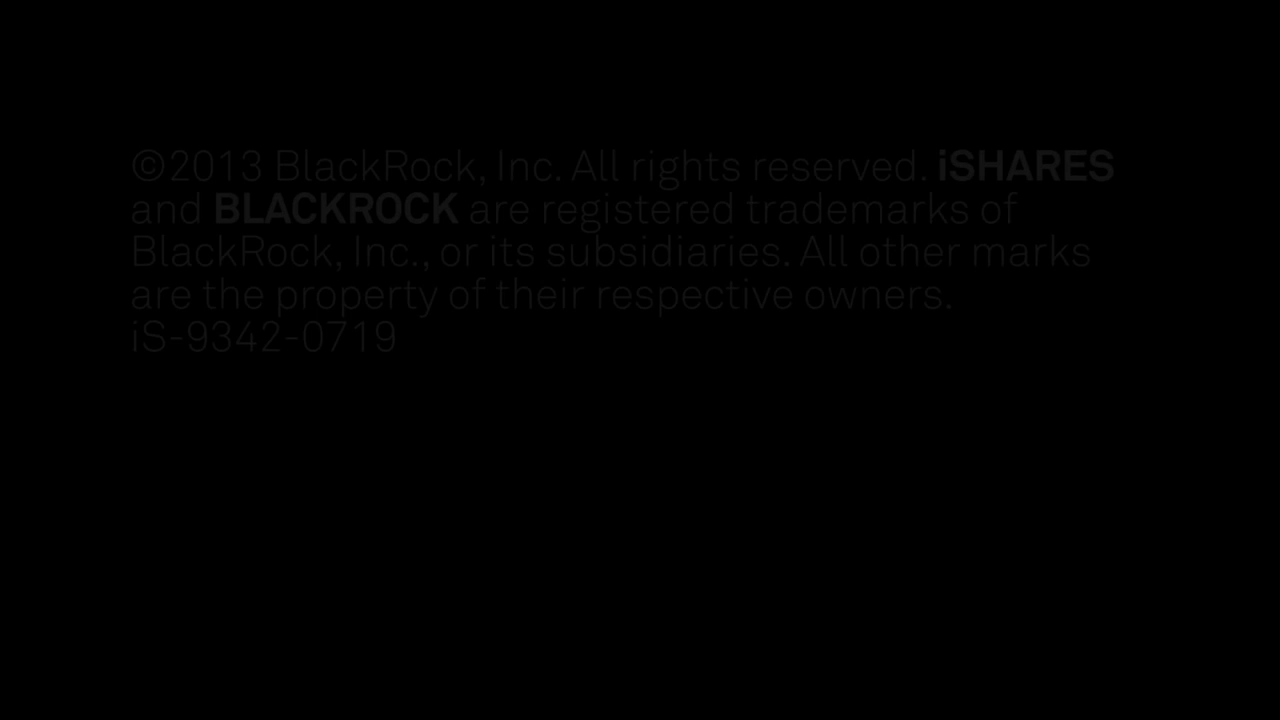 ©2013 BlackRock, Inc. All rights reserved. iSHARES
and BLACKROCK are registered trademarks of
BlackRock, Inc., or its subsidiaries. All other marks
are the property of their respective owners.
iS-9342-0719